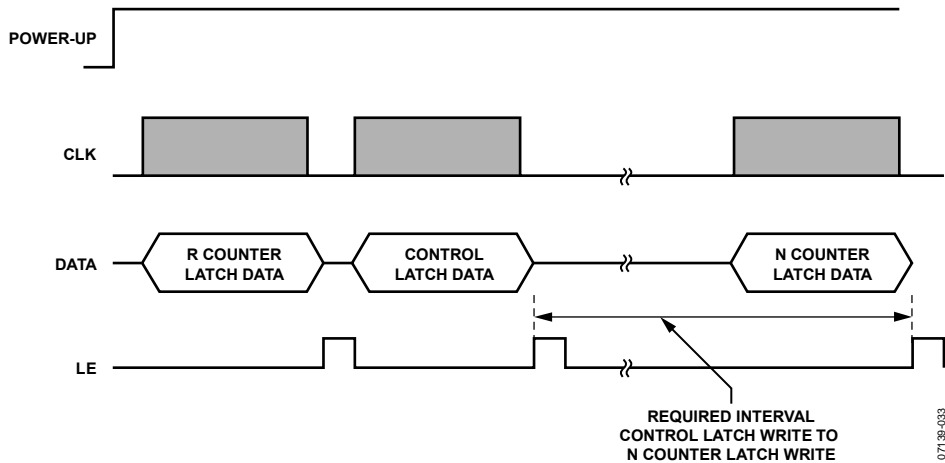 POWER-UP
CLK
DATA
R COUNTER
LATCH DATA
CONTROL
LATCH DATA
N COUNTER
LATCH DATA
LE
REQUIRED INTERVAL
CONTROL LATCH WRITE TO
N COUNTER LATCH WRITE
07139-033